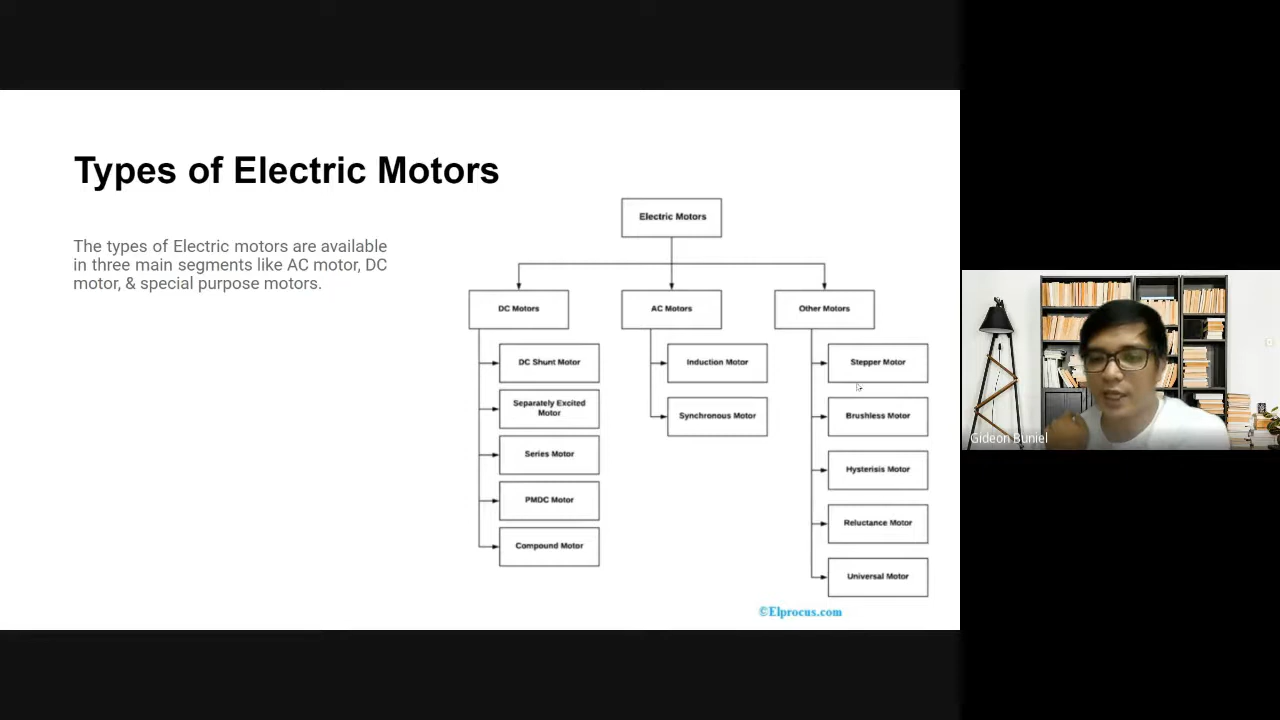 Types of Electric Motors
The types of Electric motors are available
in three main segments like AC motor, DC
motor, & special purpose motors.
Electric Motors
DC Motors
AC Motors
Other Motors
DC Shunt Motor
Separately Excited
Motor
Series Motor
PMDC Motor
Compound Motor
Induction Motor
Synchronous Motor
Stepper Motor
Brushless Motor
Hysterisis Motor
Reluctance Motor
Universal Motor
©Elprocus.com
Gideon Buniel